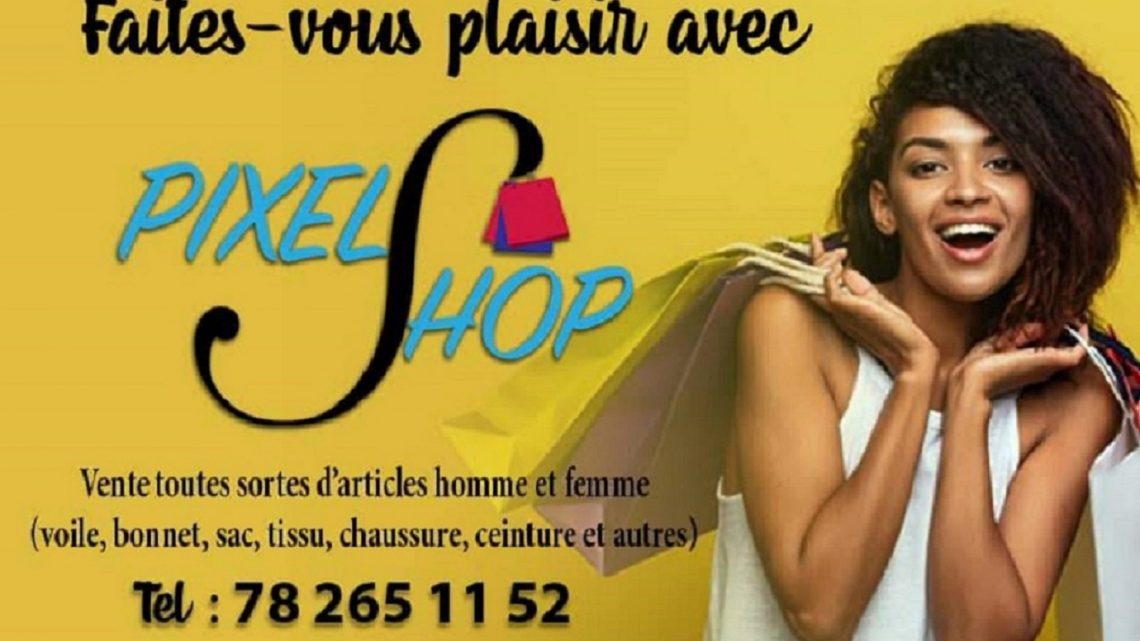 Faites-vous plaisir avec
PIXEL
SHOP
Vente toutes sortes d'articles homme et femme
(voile, bonnet, sac, tissu, chaussure, ceinture et autres)
Tel : 78 265 11 52